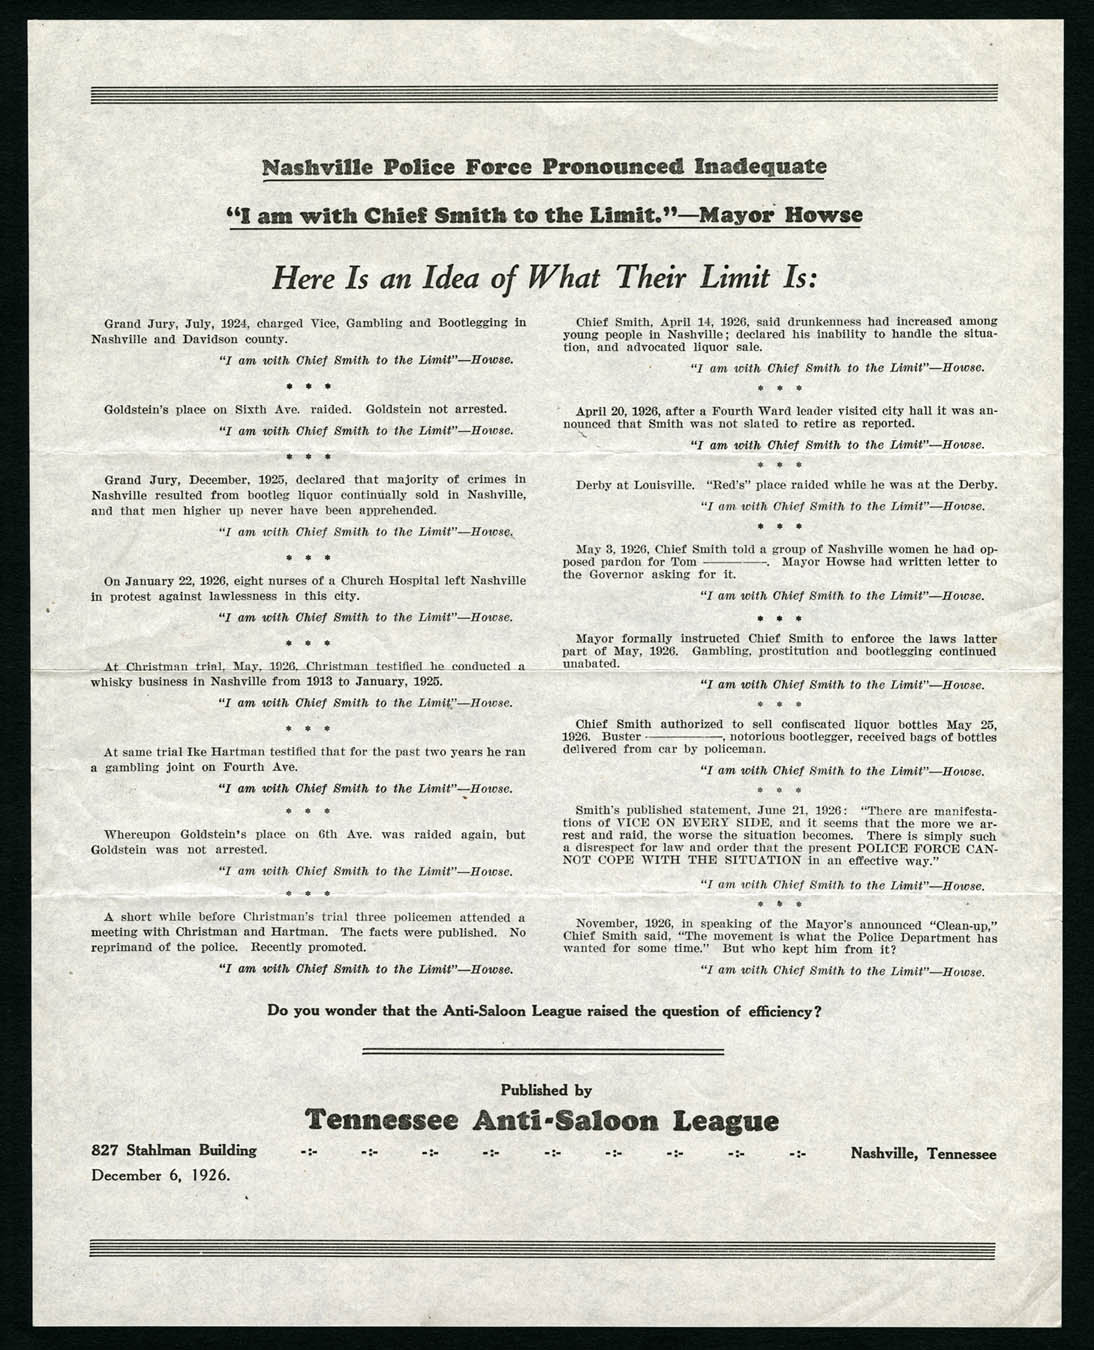 Nashville Police Force Pronounced Inadequate
“I am with Chief Smith to the Limit.”—Mayor Howse
Here Is an Idea of What Their Limit Is:
Grand Jury, July, 1924, charged Vice, Gambling and Bootlegging in
Nashville and Davidson county.
“I am with Chief Smith to the Limit”—Howse.
* * *
Goldstein's place on Sixth Ave. raided. Goldstein not arrested.
“I am with Chief Smith to the Limit”—Howse.
* * *
Grand Jury, December, 1925, declared that majority of crimes in
Nashville resulted from bootleg liquor continually sold in Nashville,
and that men higher up never have been apprehended.
“I am with Chief Smith to the Limit”—Howse.
* * *
On January 22, 1926, eight nurses of a Church Hospital left Nashville
in protest against lawlessness in this city.
“I am with Chief Smith to the Limit”—Howse.
* * *
At Christman trial, May, 1926, Christman testified he conducted a
whisky business in Nashville from 1913 to January, 1925.
“I am with Chief Smith to the Limit”—Howse.
* * *
At same trial Ike Hartman testified that for the past two years he ran
a gambling joint on Fourth Ave.
“I am with Chief Smith to the Limit”—Howse.
* * *
Whereupon Goldstein's place on 6th Ave. was raided again, but
Goldstein was not arrested.
“I am with Chief Smith to the Limit”—Howse.
* * *
A short while before Christman's trial three policemen attended a
meeting with Christman and Hartman. The facts were published. No
reprimand of the police. Recently promoted.
“I am with Chief Smith to the Limit”—Howse.
Chief Smith, April 14, 1926, said drunkenness had increased among
young people in Nashville; declared his inability to handle the situa-
tion, and advocated liquor sale.
“I am with Chief Smith to the Limit”—Howse.
* * *
April 20, 1926, after a Fourth Ward leader visited city hall it was an-
nounced that Smith was not slated to retire as reported.
“I am with Chief Smith to the Limit”—Howse.
* * *
Derby at Louisville. “Red's” place raided while he was at the Derby.
“I am with Chief Smith to the Limit”—Howse.
* * *
May 3, 1926, Chief Smith told a group of Nashville women he had op-
posed pardon for Tom ————. Mayor Howse had written letter to
the Governor asking for it.
“I am with Chief Smith to the Limit”—Howse.
* * *
Mayor formally instructed Chief Smith to enforce the laws latter
part of May, 1926. Gambling, prostitution and bootlegging continued
unabated.
“I am with Chief Smith to the Limit”—Howse.
* * *
Chief Smith authorized to sell confiscated liquor bottles May 25,
1926. Buster ————, notorious bootlegger, received bags of bottles
delivered from car by policeman.
“I am with Chief Smith to the Limit”—Howse.
* * *
Smith's published statement, June 21, 1926: “There are manifesta-
tions of VICE ON EVERY SIDE, and it seems that the more we ar-
rest and raid, the worse the situation becomes. There is simply such
a disrespect for law and order that the present POLICE FORCE CAN-
NOT COPE WITH THE SITUATION in an effective way.”
“I am with Chief Smith to the Limit”—Howse.
* * *
November, 1926, in speaking of the Mayor's announced “Clean-up,”
Chief Smith said, “The movement is what the Police Department has
wanted for some time.” But who kept him from it?
“I am with Chief Smith to the Limit”—Howse.
Do you wonder that the Anti-Saloon League raised the question of efficiency?
Published by
Tennessee Anti-Saloon League
827 Stahlman Building -:- -:- -:- -:- -:- -:- -:- -:- -:- Nashville, Tennessee
December 6, 1926.